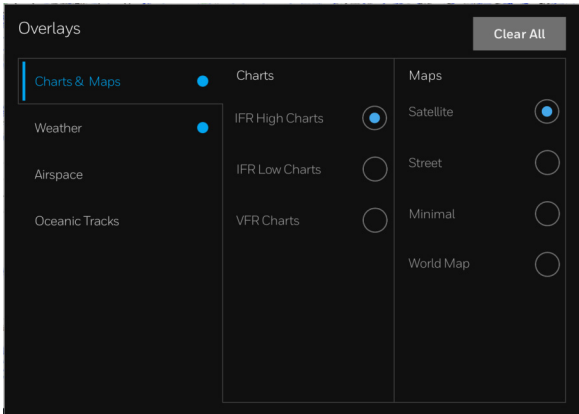 Overlays
Clear All
Charts & Maps
Weather
Airspace
Oceanic Tracks
Charts
IFR High Charts
IFR Low Charts
VFR Charts
Maps
Satellite
Street
Minimal
World Map